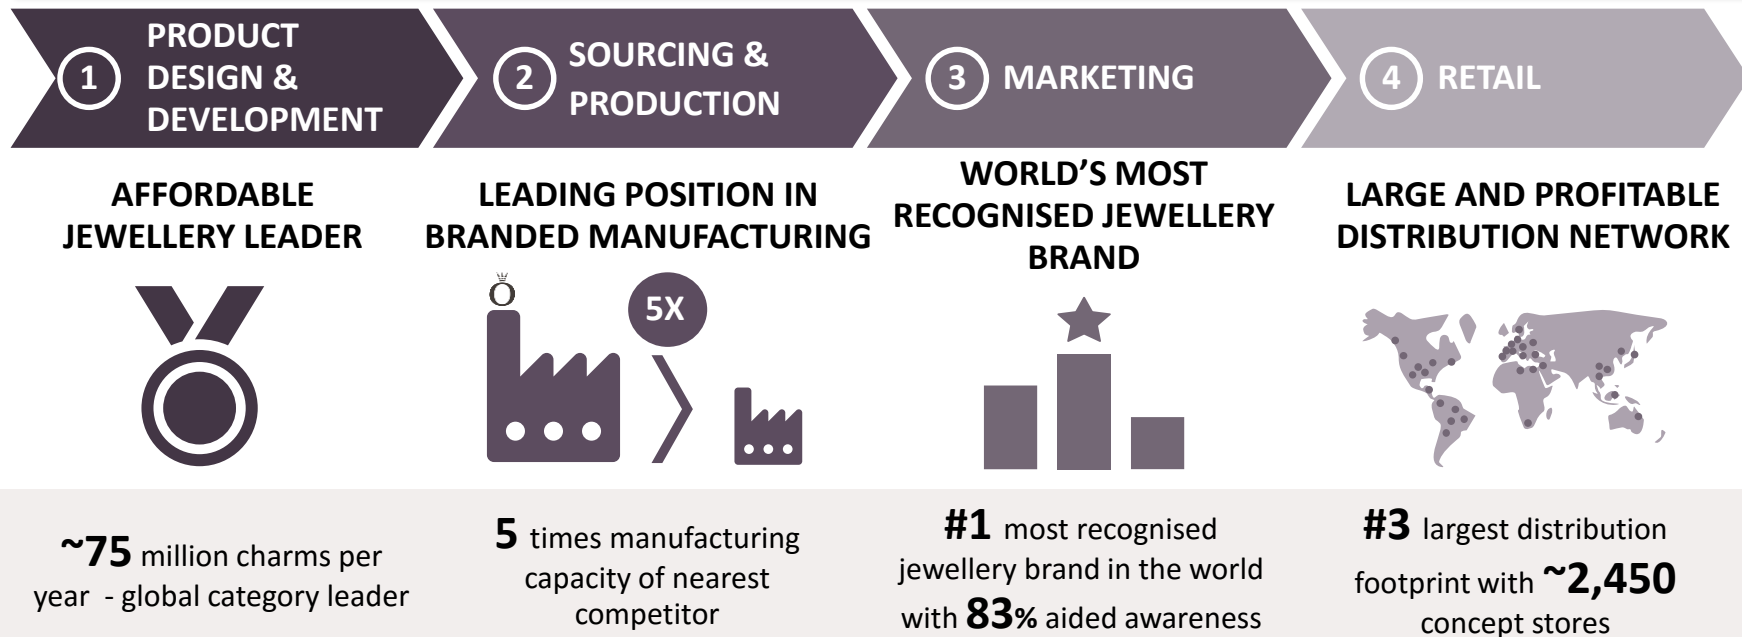 1
PRODUCT
DESIGN &
DEVELOPMENT
2
SOURCING &
PRODUCTION
3
MARKETING
4
RETAIL
AFFORDABLE
JEWELLERY LEADER
LEADING POSITION IN
BRANDED MANUFACTURING
WORLD'S MOST
RECOGNISED JEWELLERY
BRAND
LARGE AND PROFITABLE
DISTRIBUTION NETWORK
5X
~75 million charms per
year - global category leader
5 times manufacturing
capacity of nearest
competitor
#1 most recognised
jewellery brand in the world
with 83% aided awareness
#3 largest distribution
footprint with ~2,450
concept stores